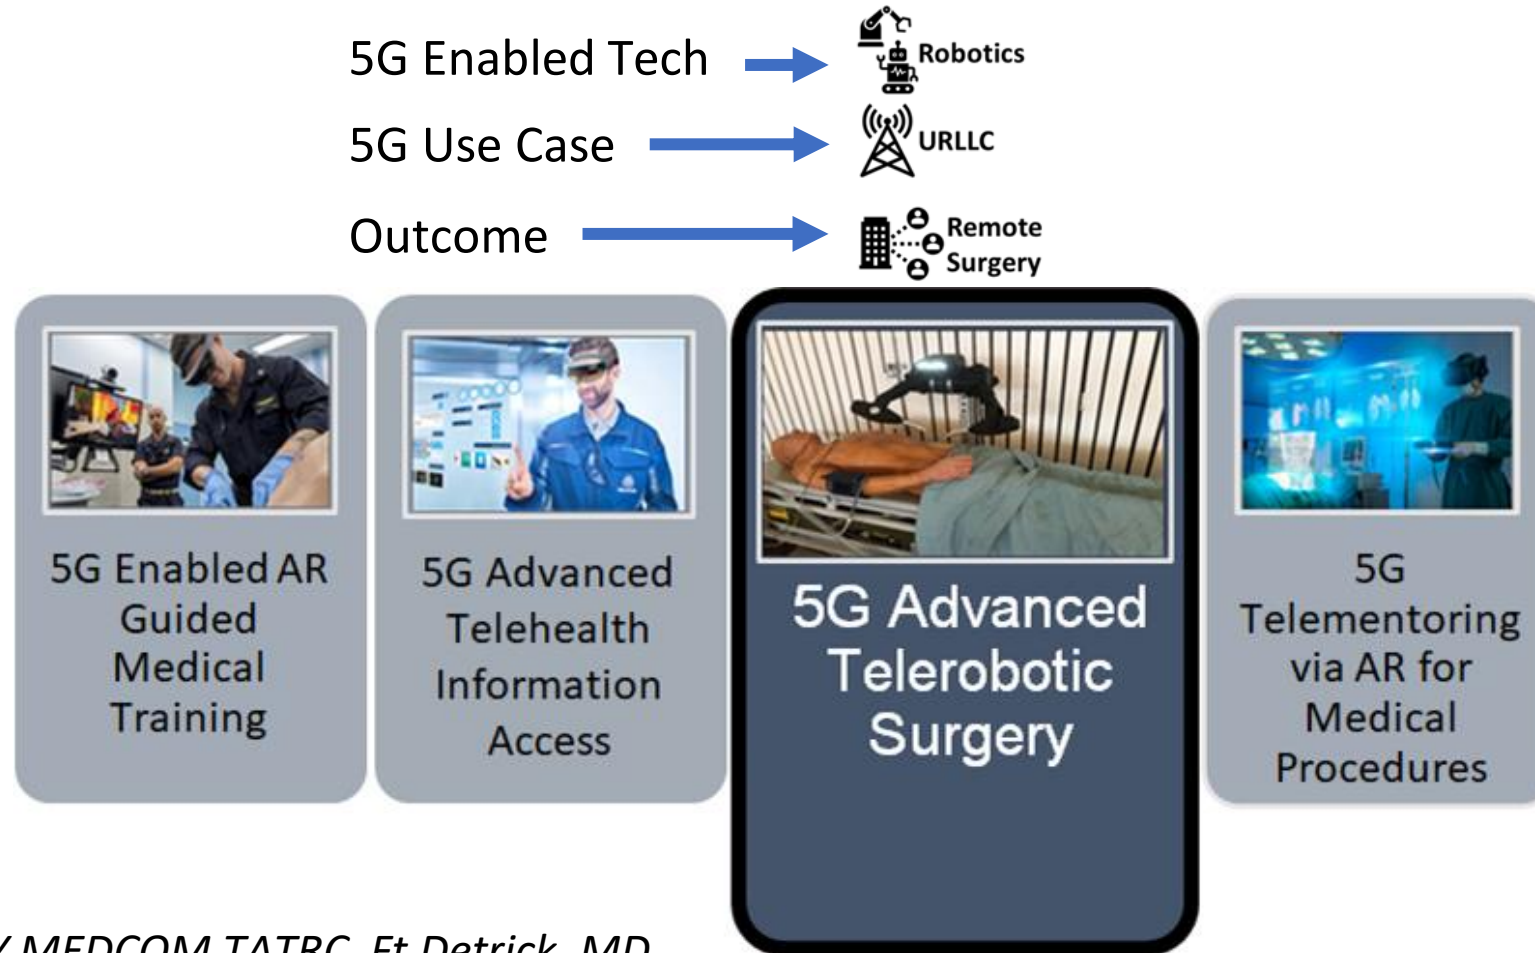 5G Enabled Tech
Robotics
5G Use Case
URLLC
Outcome
Remote
Surgery
5G Enabled AR
Guided
Medical
Training
5G Advanced
Telehealth
Information
Access
5G Advanced
Telerobotic
Surgery
5G
Telementoring
via AR for
Medical
Procedures
MEDCOM TATRC, Ft Detrick, MD